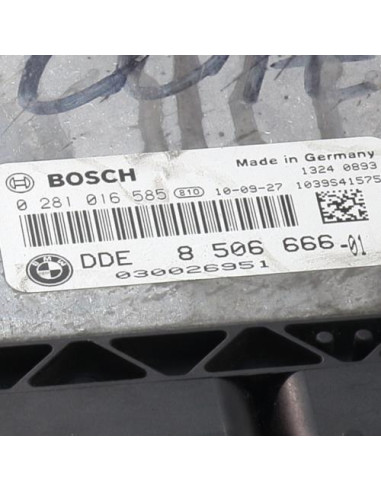 Made in Germany
BOSCH
1324 0893
0 281 016 585 810 10-09-27 1039S41575
DDE 8 506 666-01
030026951